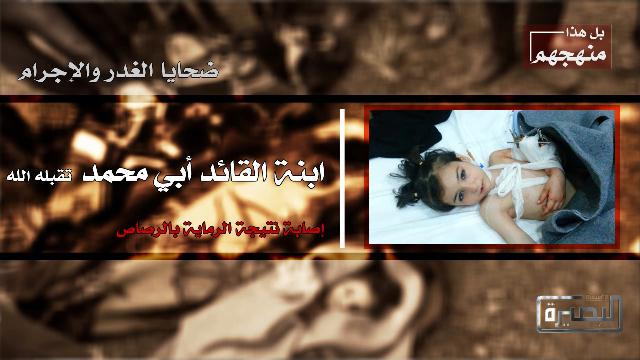 بل هذا
منهجهم
ضحايا الغدر والإجرام
ابنة القائد أبي محمد تقبله الله
إصابة نتيجة الرماية بالرصاص
البصيرة